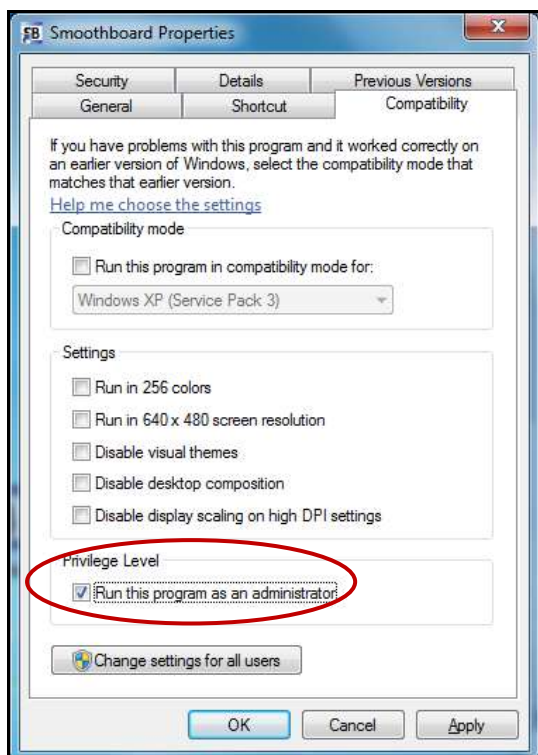 SB Smoothboard Properties
Security Details Previous Versions
General Shortcut Compatibility
If you have problems with this program and it worked correctly on
an earlier version of Windows, select the compatibility mode that
matches that earlier version.
Help me choose the settings
Compatibility mode
Run this program in compatibility mode for:
Windows XP (Service Pack 3)
Settings
Run in 256 colors
Run in 640 x 480 screen resolution
Disable visual themes
Disable desktop composition
Disable display scaling on high DPI settings
Privilege Level
Run this program as an administrator
Change settings for all users
OK Cancel Apply